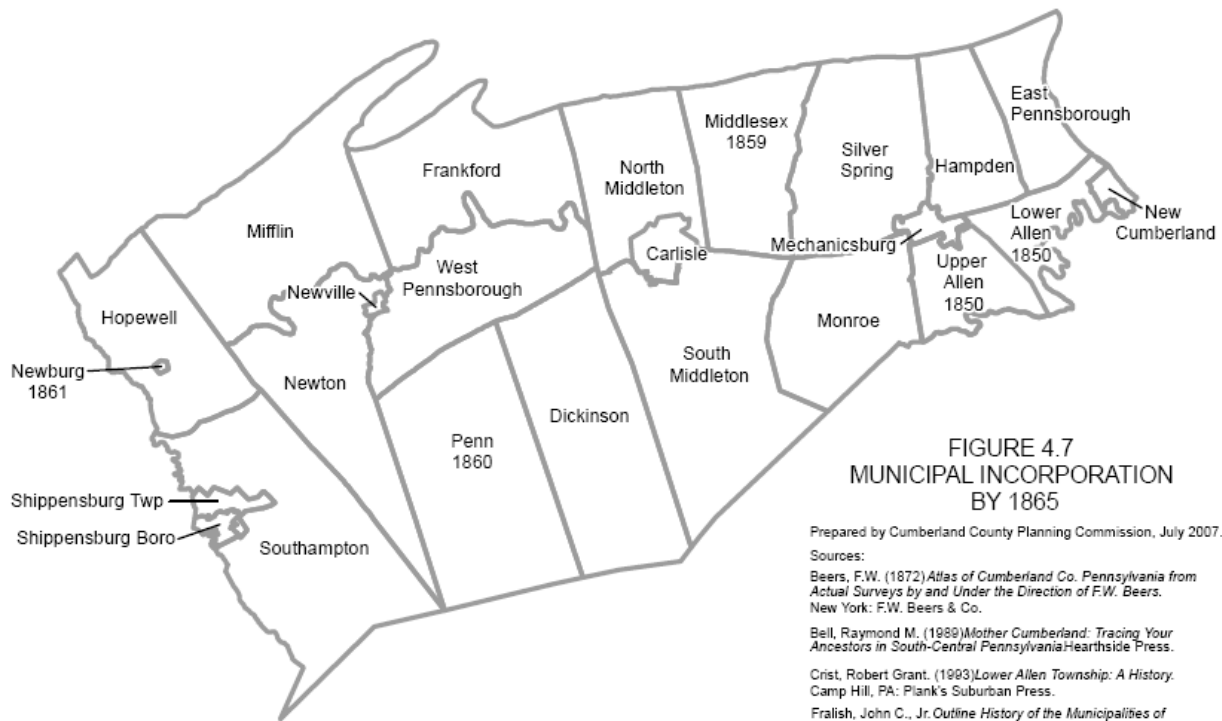 East
Pennsborough
Middlesex
1859
Silver
Spring
Hampden
Frankford
North
Middleton
Mifflin
Lower
Allen
1850
New
Cumberland
Mechanicsburg
Carlisle
West
Pennsborough
Upper
Allen
1850
Newville
Hopewell
Monroe
Newburg
1861
Newton
South
Middleton
Dickinson
Penn
1860
Shippensburg Twp
Shippensburg Boro
Southampton
FIGURE 4.7
MUNICIPAL INCORPORATION
BY 1865
Prepared by Cumberland County Planning Commission, July 2007.
Sources:
Beers, F.W. (1872) Atlas of Cumberland Co. Pennsylvania from
Actual Surveys by and Under the Direction of F.W. Beers.
New York: F.W. Beers & Co.
Bell, Raymond M. (1989)Mother Cumberland: Tracing Your
Ancestors in South-Central PennsylvaniaHearthside Press.
Crist, Robert Grant. (1993)Lower Allen Township: A History.
Camp Hill, PA: Plank's Suburban Press.
Fralish, John C., Jr. Outline History of the Municipalities of